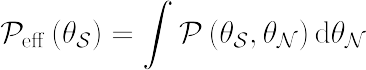 𝒫_eff (θ_𝒮) = ∫ 𝒫 (θ_𝒮, θ_𝒩) dθ_𝒩